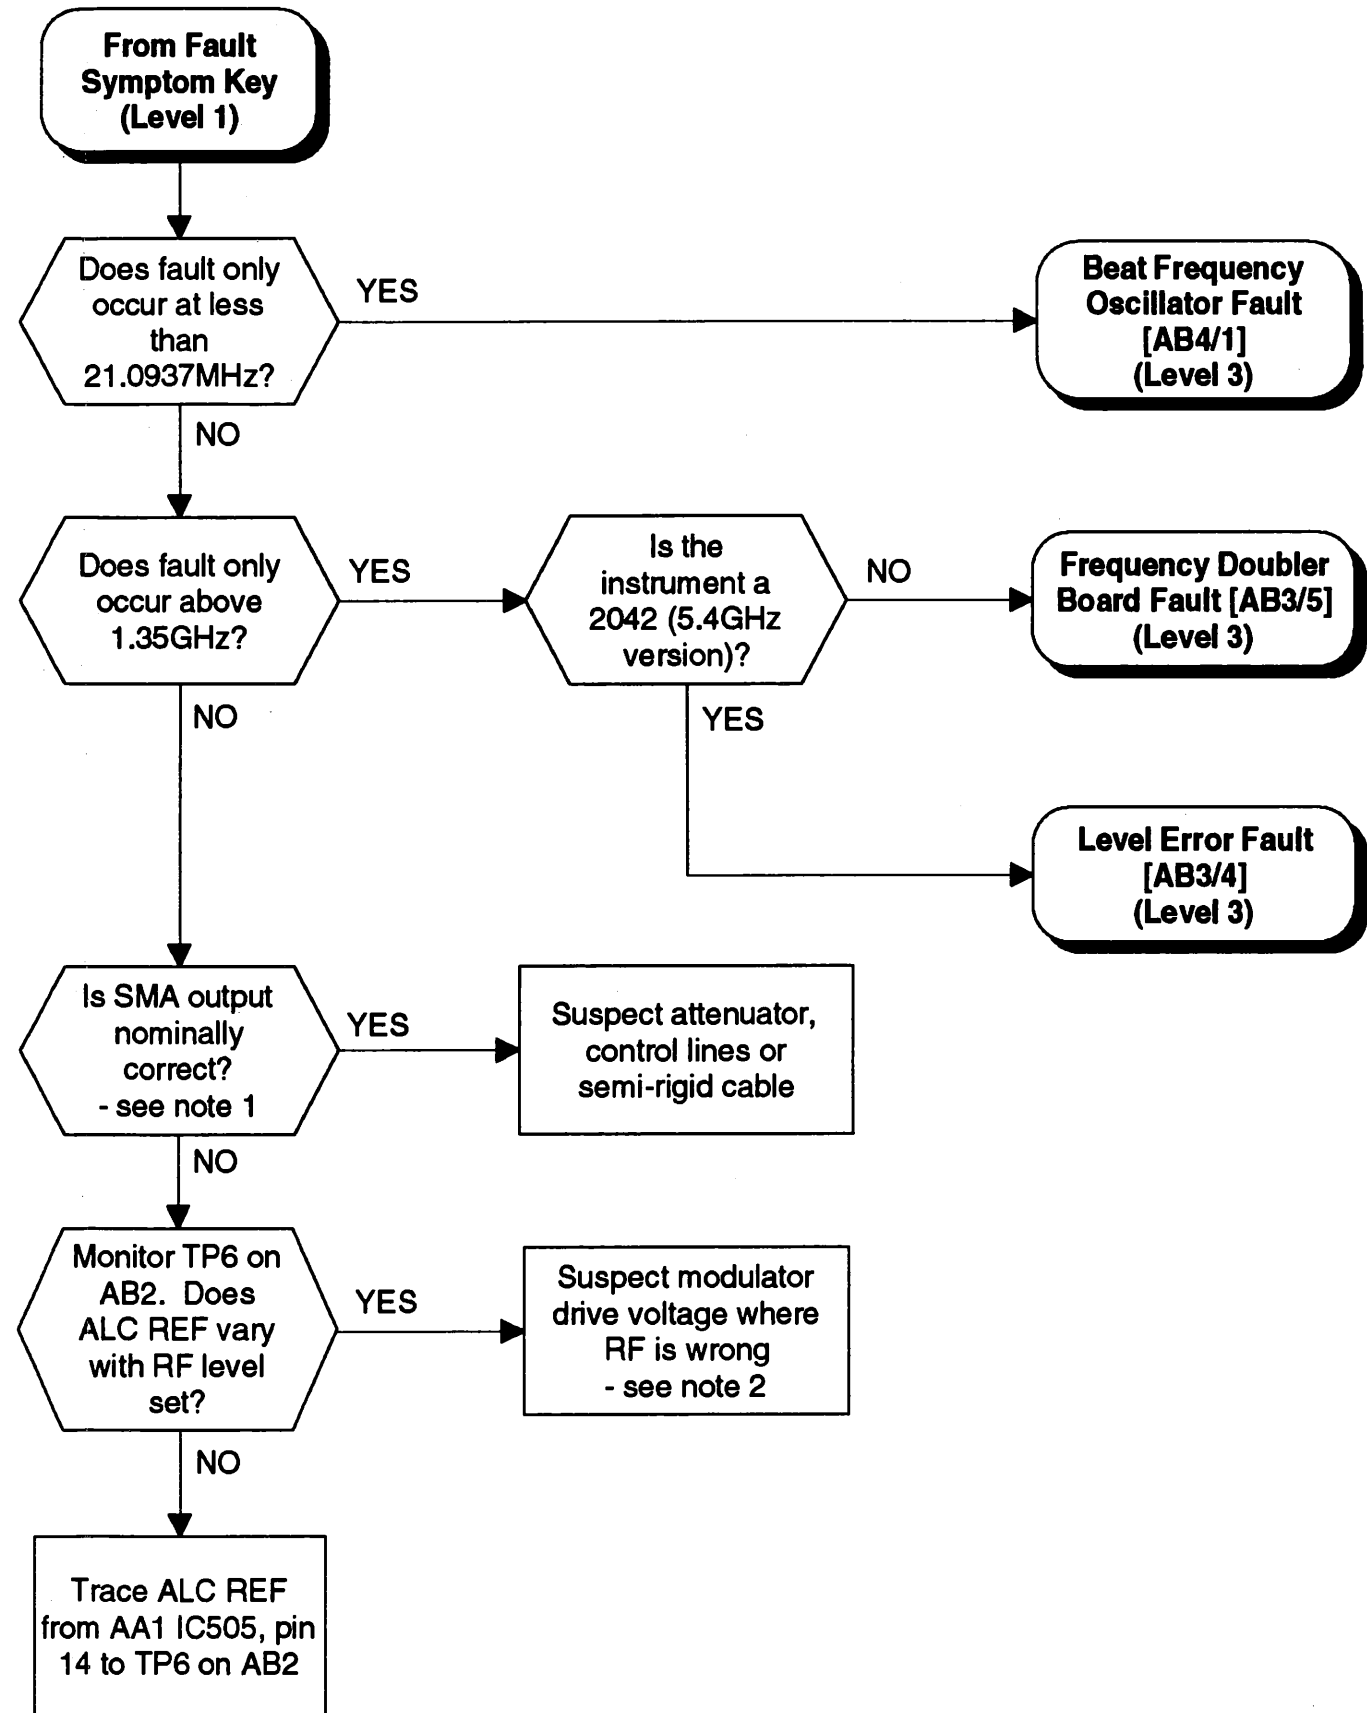 From Fault
Symptom Key
(Level 1)
Does fault only
occur at less
than
21.0937MHz?
YES
Beat Frequency
Oscillator Fault
[AB4/1]
(Level 3)
NO
Does fault only
occur above
1.35GHz?
YES
Is the
instrument a
2042 (5.4GHz
version)?
NO
Frequency Doubler
Board Fault [AB3/5]
(Level 3)
NO
YES
Level Error Fault
[AB3/4]
(Level 3)
Is SMA output
nominally
correct?
- see note 1
YES
Suspect attenuator,
control lines or
semi-rigid cable
NO
Monitor TP6 on
AB2. Does
ALC REF vary
with RF level
set?
YES
Suspect modulator
drive voltage where
RF is wrong
- see note 2
NO
Trace ALC REF
from AA1 IC505, pin
14 to TP6 on AB2